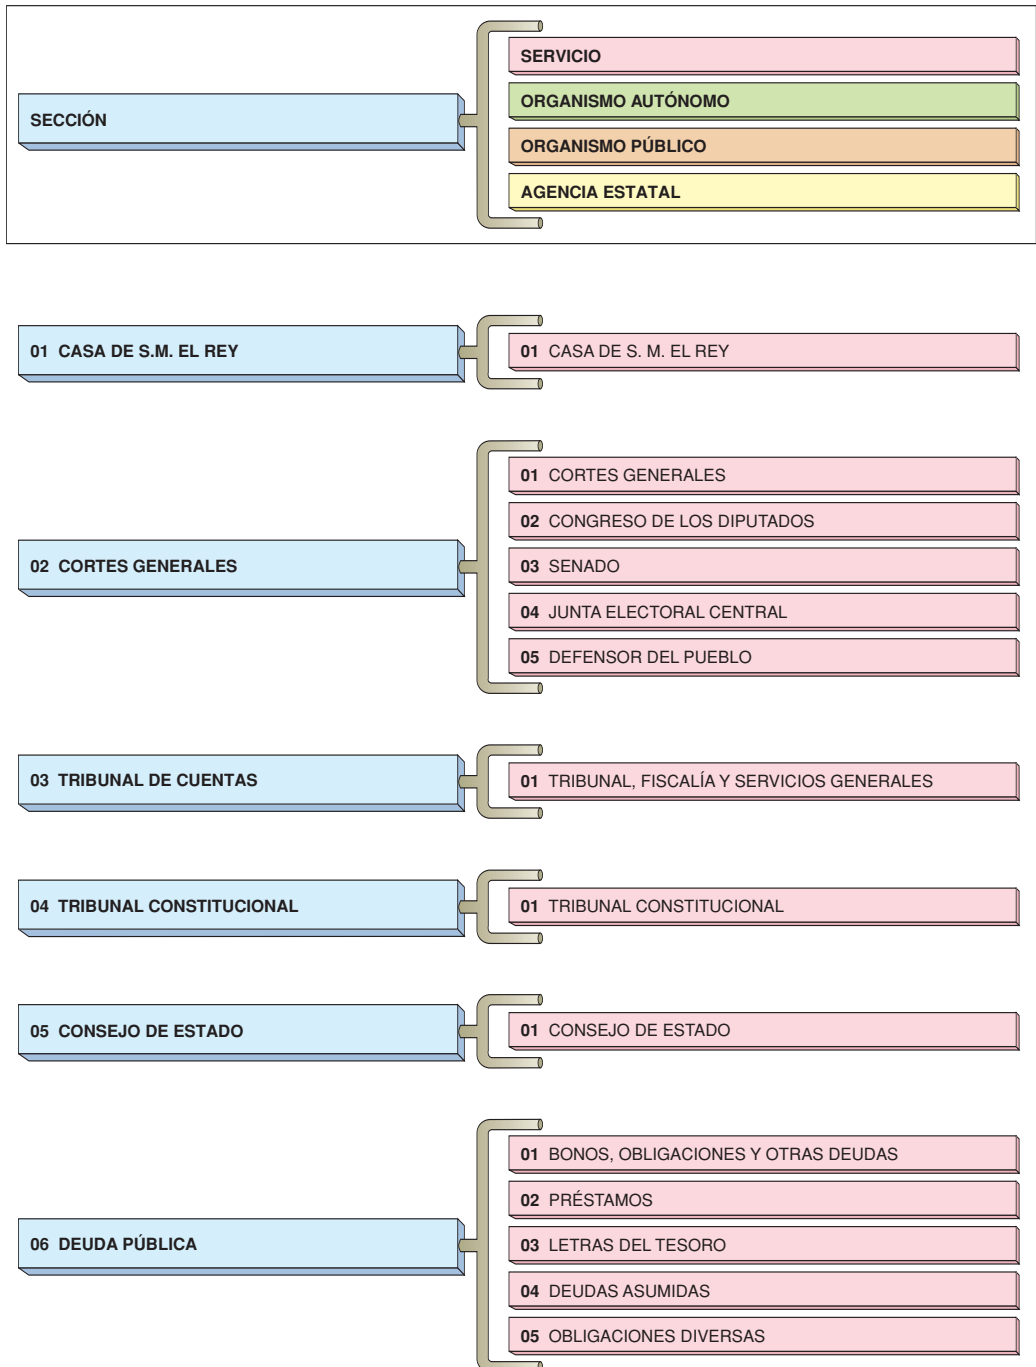 SECCIÓN
SERVICIO
ORGANISMO AUTÓNOMO
ORGANISMO PÚBLICO
AGENCIA ESTATAL
01 CASA DE S.M. EL REY
01 CASA DE S. M. EL REY
02 CORTES GENERALES
01 CORTES GENERALES
02 CONGRESO DE LOS DIPUTADOS
03 SENADO
04 JUNTA ELECTORAL CENTRAL
05 DEFENSOR DEL PUEBLO
03 TRIBUNAL DE CUENTAS
01 TRIBUNAL, FISCALÍA Y SERVICIOS GENERALES
04 TRIBUNAL CONSTITUCIONAL
01 TRIBUNAL CONSTITUCIONAL
05 CONSEJO DE ESTADO
01 CONSEJO DE ESTADO
06 DEUDA PÚBLICA
01 BONOS, OBLIGACIONES Y OTRAS DEUDAS
02 PRÉSTAMOS
03 LETRAS DEL TESORO
04 DEUDAS ASUMIDAS
05 OBLIGACIONES DIVERSAS